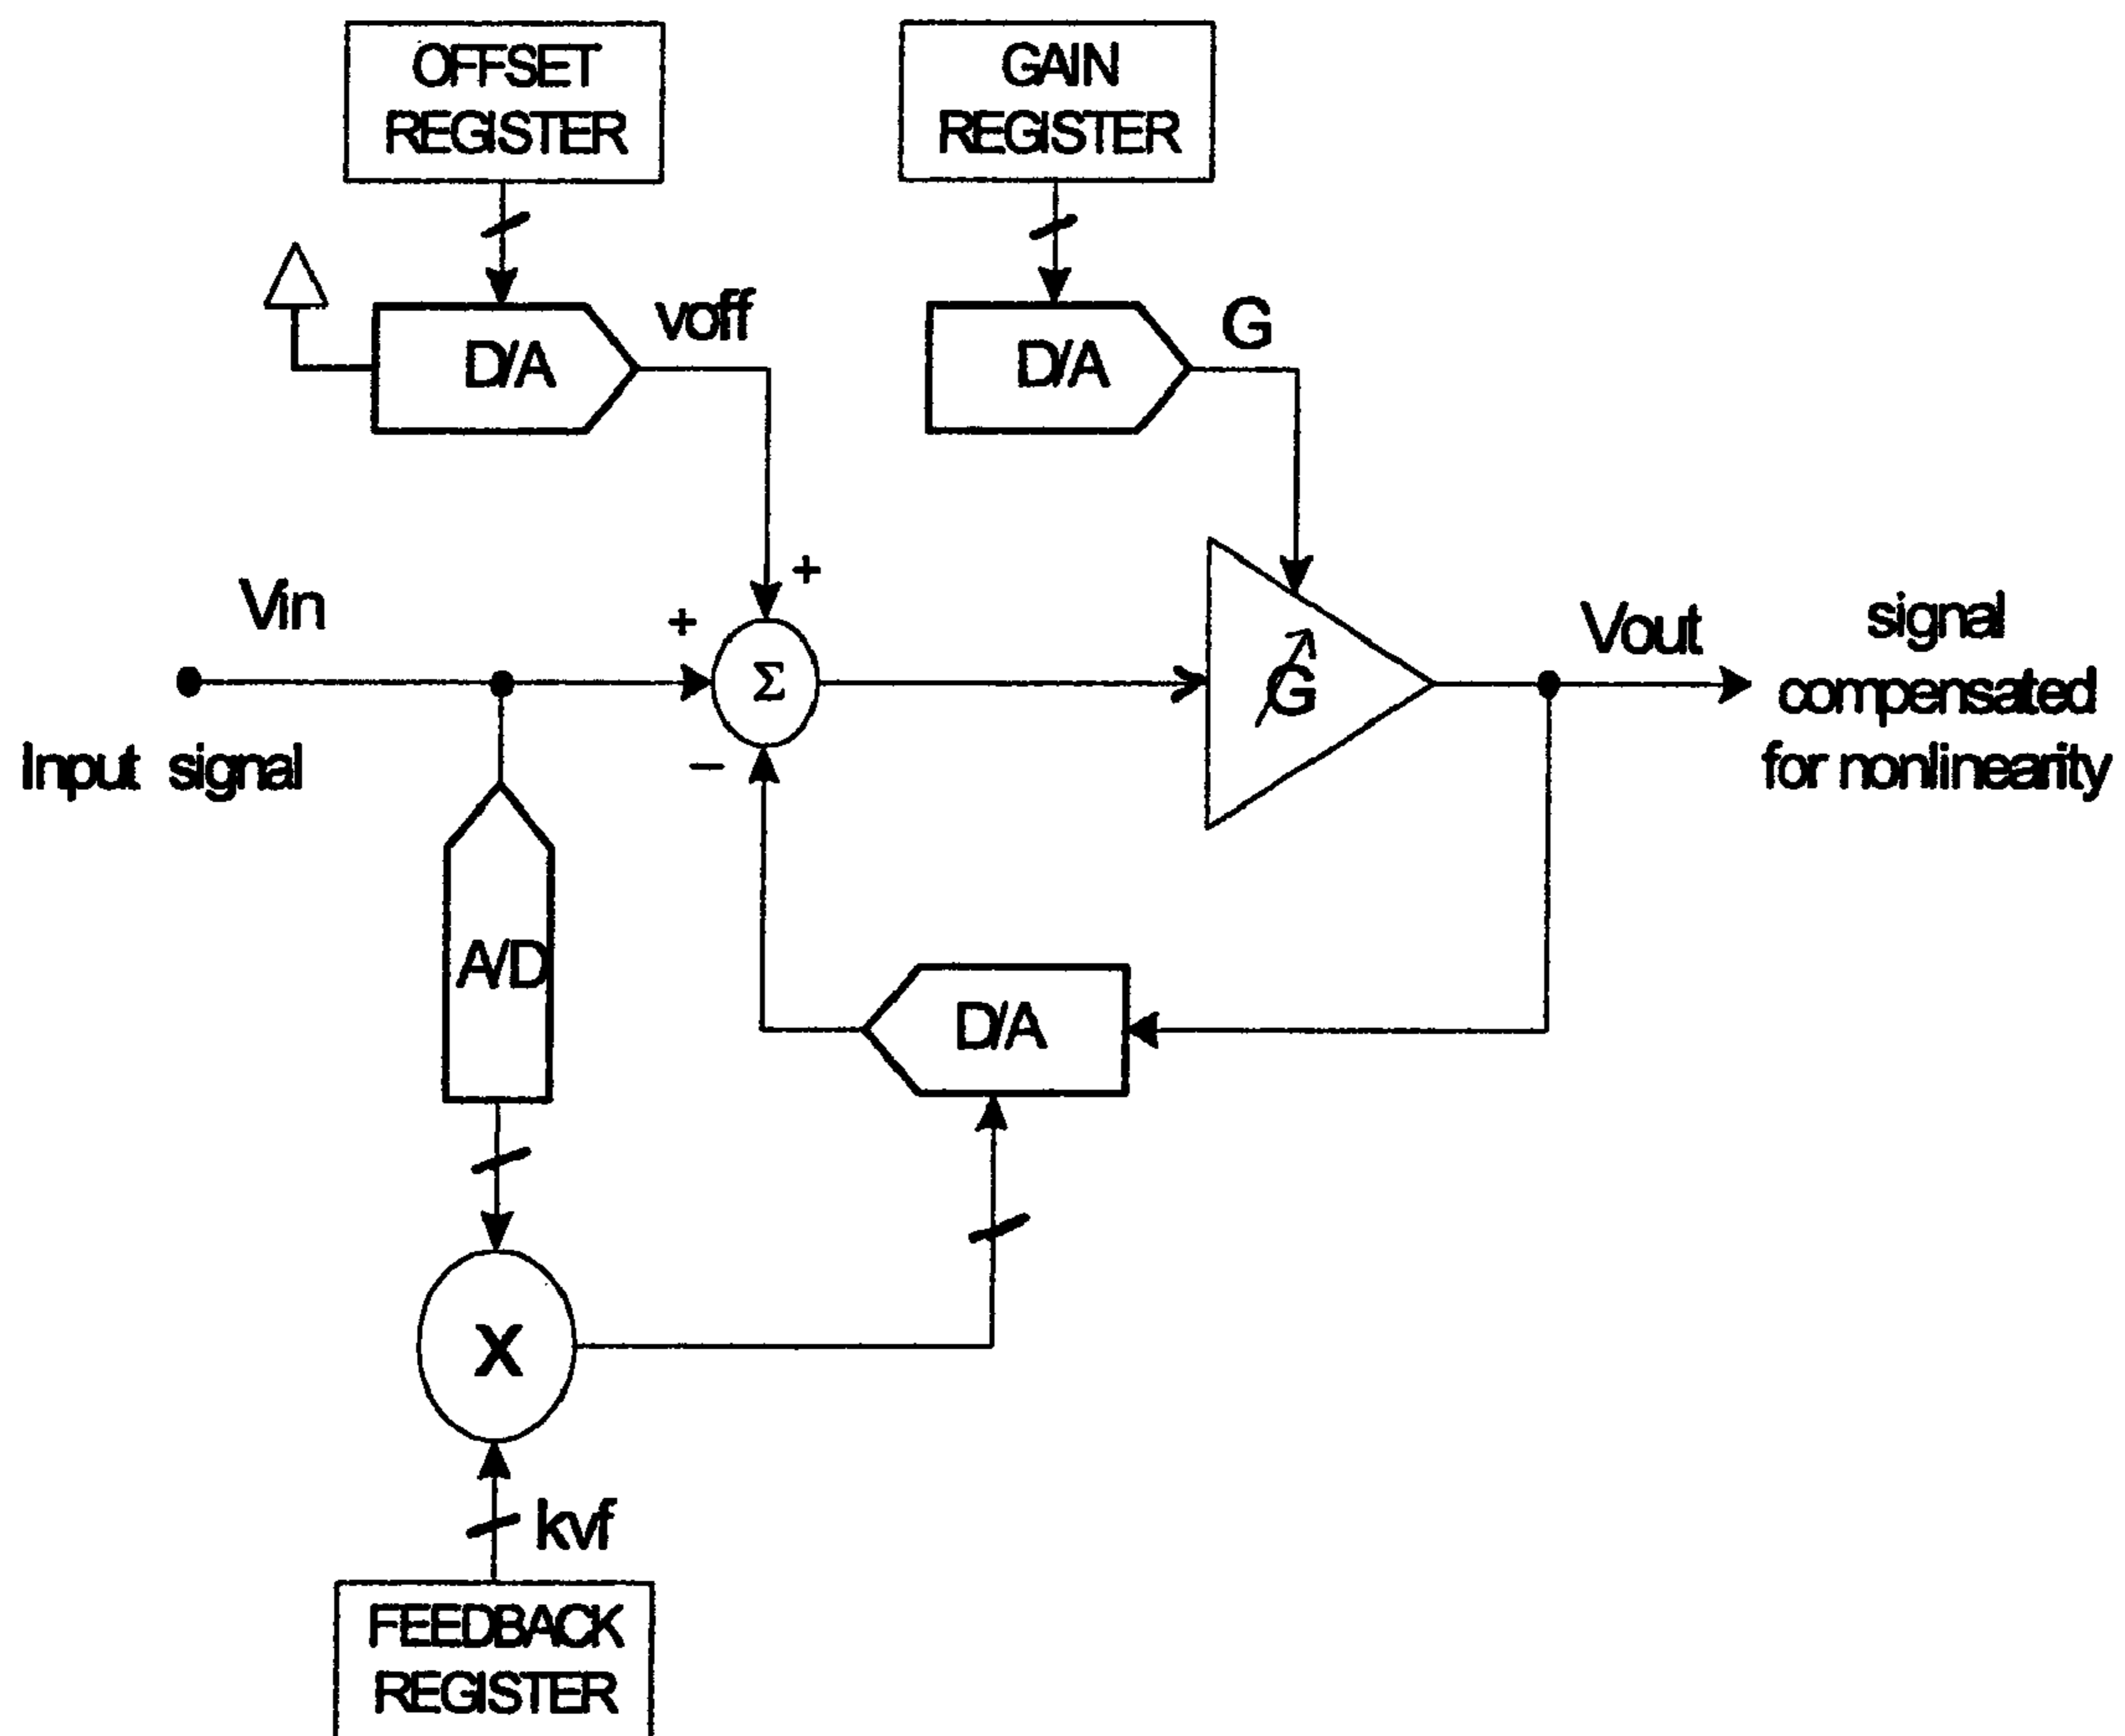 OFFSET
REGISTER
GAIN
REGISTER
D/A
voff
D/A
G
+
Vin
+
Σ
G
Vout
signal
compensated
for nonlinearity
Input signal
−
A/D
D/A
X
kvf
FEEDBACK
REGISTER